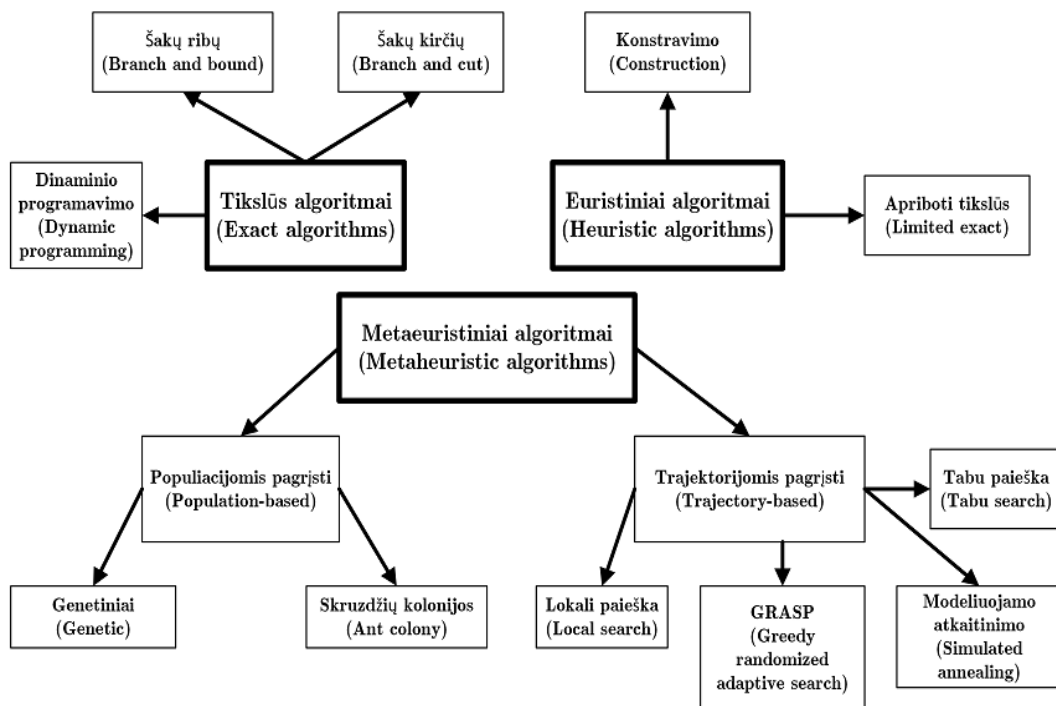 Šakų ribų
(Branch and bound)
Šakų kirčių
(Branch and cut)
Konstravimo
(Construction)
Dinaminio
programavimo
(Dynamic
programming)
Tikslūs algoritmai
(Exact algorithms)
Euristiniai algoritmai
(Heuristic algorithms)
Apriboti tikslūs
(Limited exact)
Metaeuristiniai algoritmai
(Metaheuristic algorithms)
Populiacijomis pagrįsti
(Population-based)
Trajektorijomis pagrįsti
(Trajectory-based)
Tabu paieška
(Tabu search)
Genetiniai
(Genetic)
Skruzdžių kolonijos
(Ant colony)
Lokali paieška
(Local search)
GRASP
(Greedy
randomized
adaptive search)
Modeliuojamo
atkaitinimo
(Simulated
annealing)